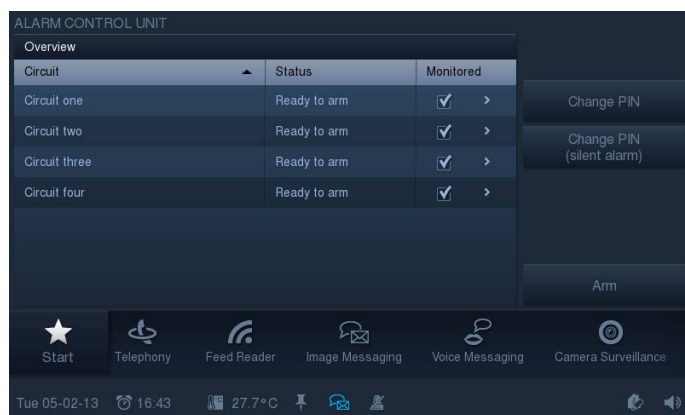 ALARM CONTROL UNIT
Overview
Circuit Status Monitored
Circuit one Ready to arm
Circuit two Ready to arm
Circuit three Ready to arm
Circuit four Ready to arm
Change PIN
Change PIN
(silent alarm)
Arm
Start Telephony Feed Reader Image Messaging Voice Messaging Camera Surveillance
Tue 05-02-13 16:43 27.7°C